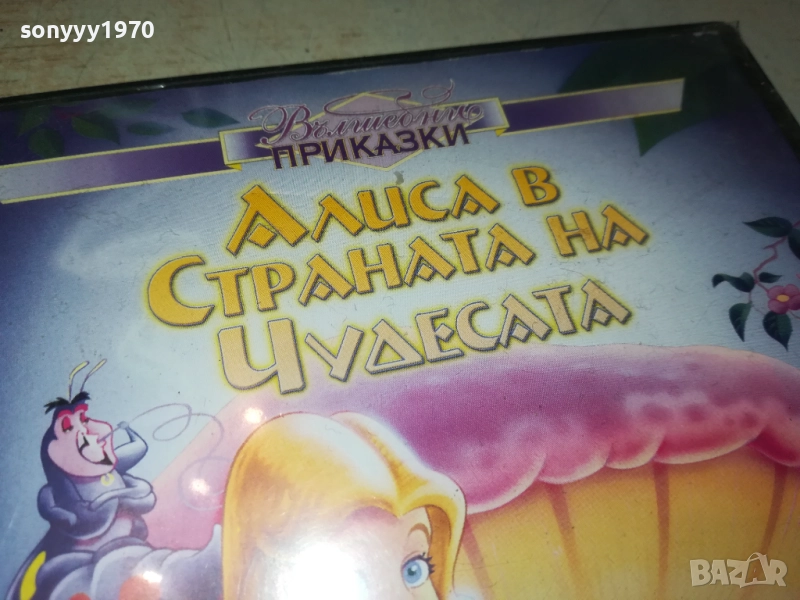 sonyyy1970
Вълшебни
ПРИКАЗКИ
АЛИСА В
СТРАНАТА НА
ЧУДЕСАТА
BAZAR